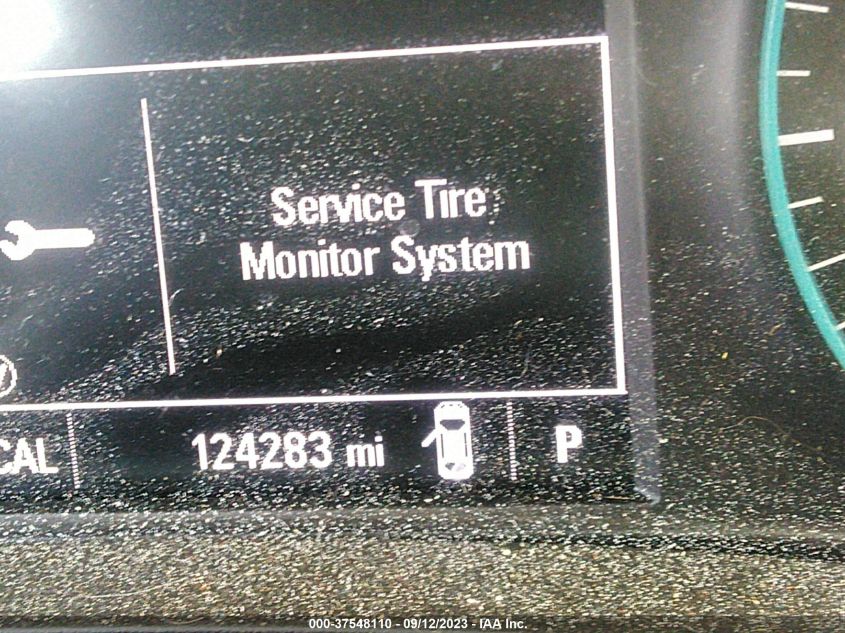 Service Tire
Monitor System
CAL
124283 mi
P
000-37548110 - 09/12/2023 - IAA Inc.